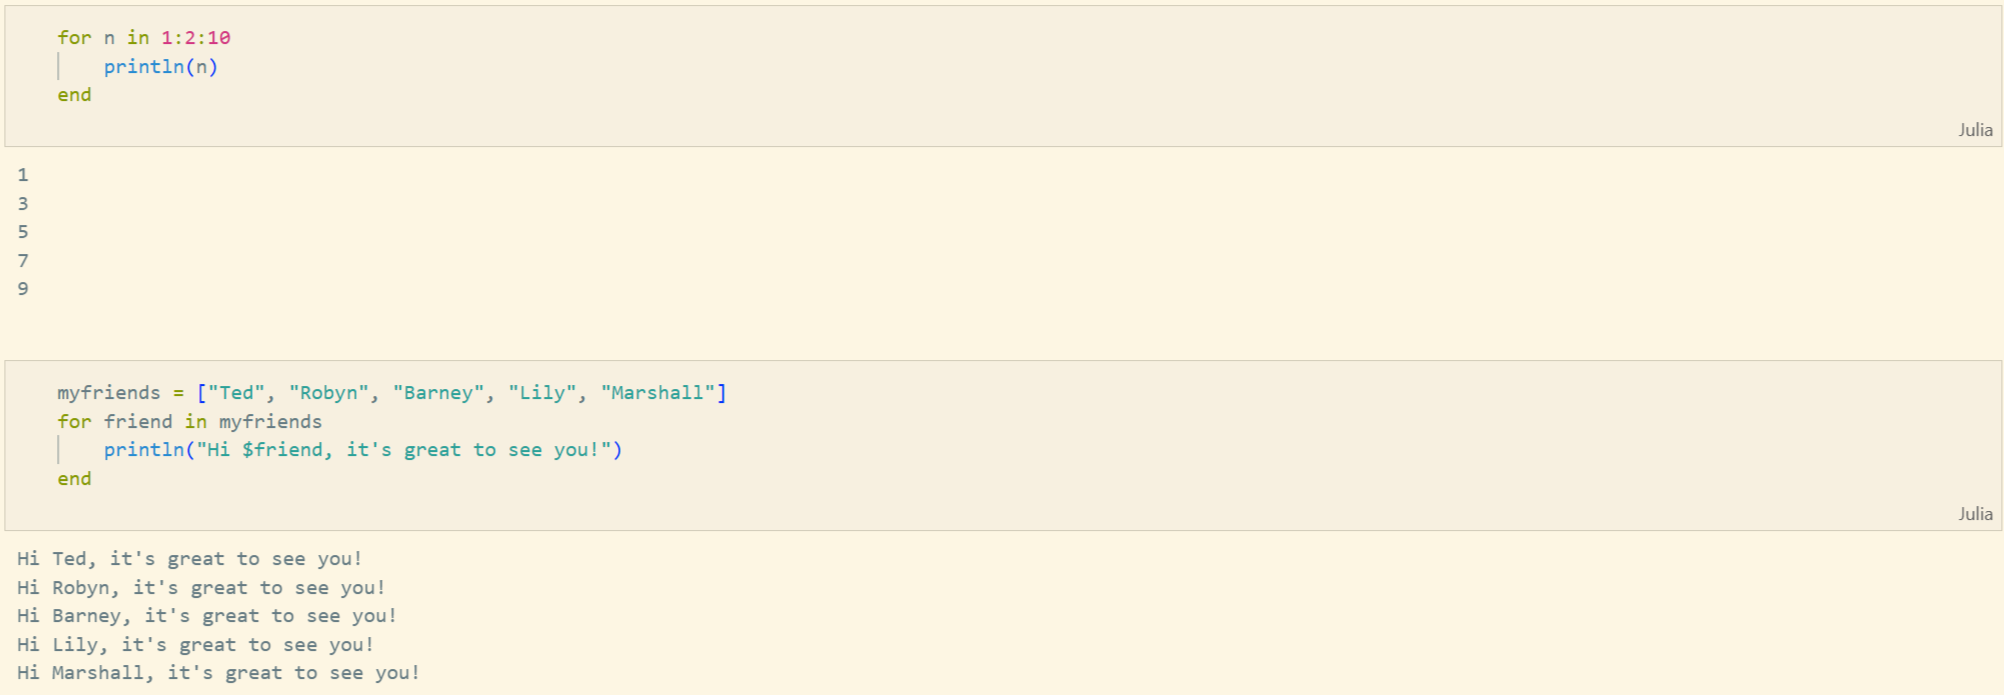 for n in 1:2:10
    println(n)
end
Julia
1
3
5
7
9
myfriends = ["Ted", "Robyn", "Barney", "Lily", "Marshall"]
for friend in myfriends
    println("Hi $friend, it's great to see you!")
end
Julia
Hi Ted, it's great to see you!
Hi Robyn, it's great to see you!
Hi Barney, it's great to see you!
Hi Lily, it's great to see you!
Hi Marshall, it's great to see you!